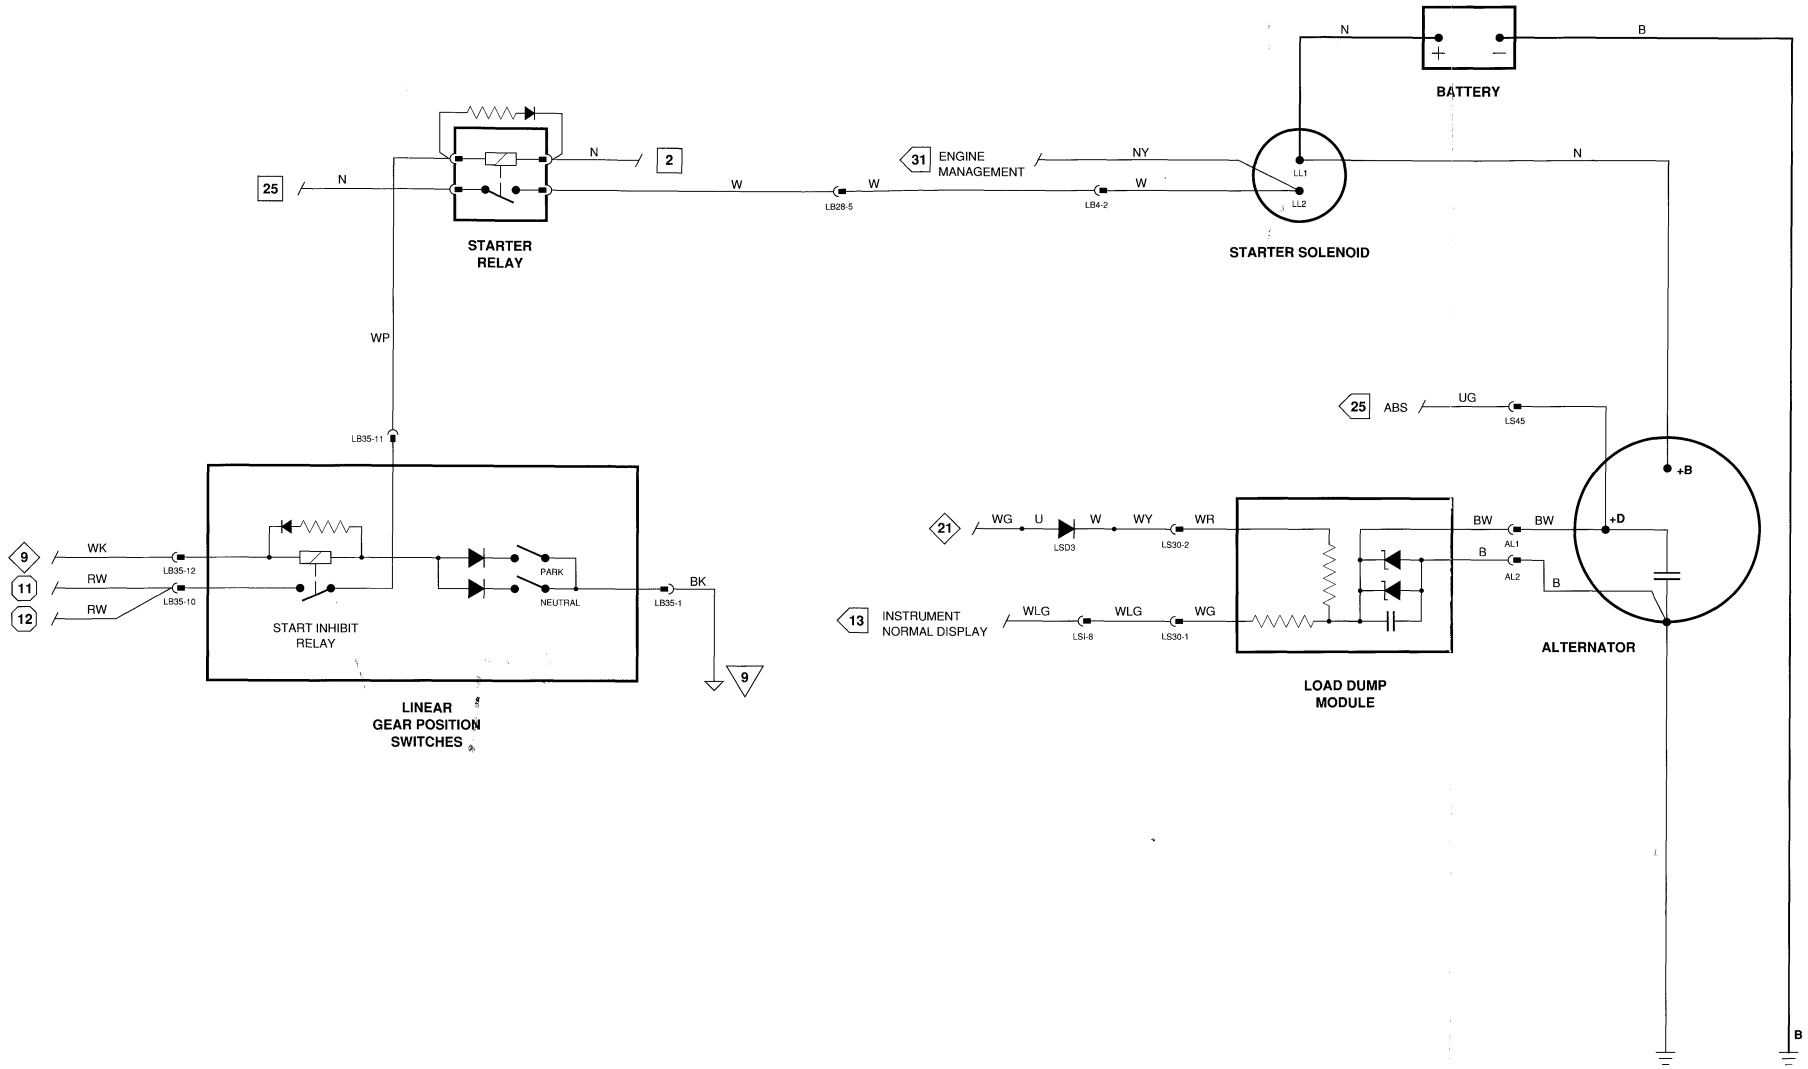 N
B
+
−
BATTERY
N
2
31
ENGINE
MANAGEMENT
NY
N
25
N
W
LB28-5
W
LB4-2
W
LL1
LL2
STARTER
RELAY
STARTER SOLENOID
WP
25
ABS
UG
LS45
LB35-11
+B
9
WK
LB35-12
11
RW
LB35-10
12
RW
START INHIBIT
RELAY
PARK
NEUTRAL
LB35-1
BK
9
LINEAR
GEAR POSITION
SWITCHES
21
WG
U
LSD3
W
WY
LS30-2
WR
BW
AL1
BW
+D
B
AL2
B
13
INSTRUMENT
NORMAL DISPLAY
WLG
LSI-8
WLG
LS30-1
WG
LOAD DUMP
MODULE
ALTERNATOR
B